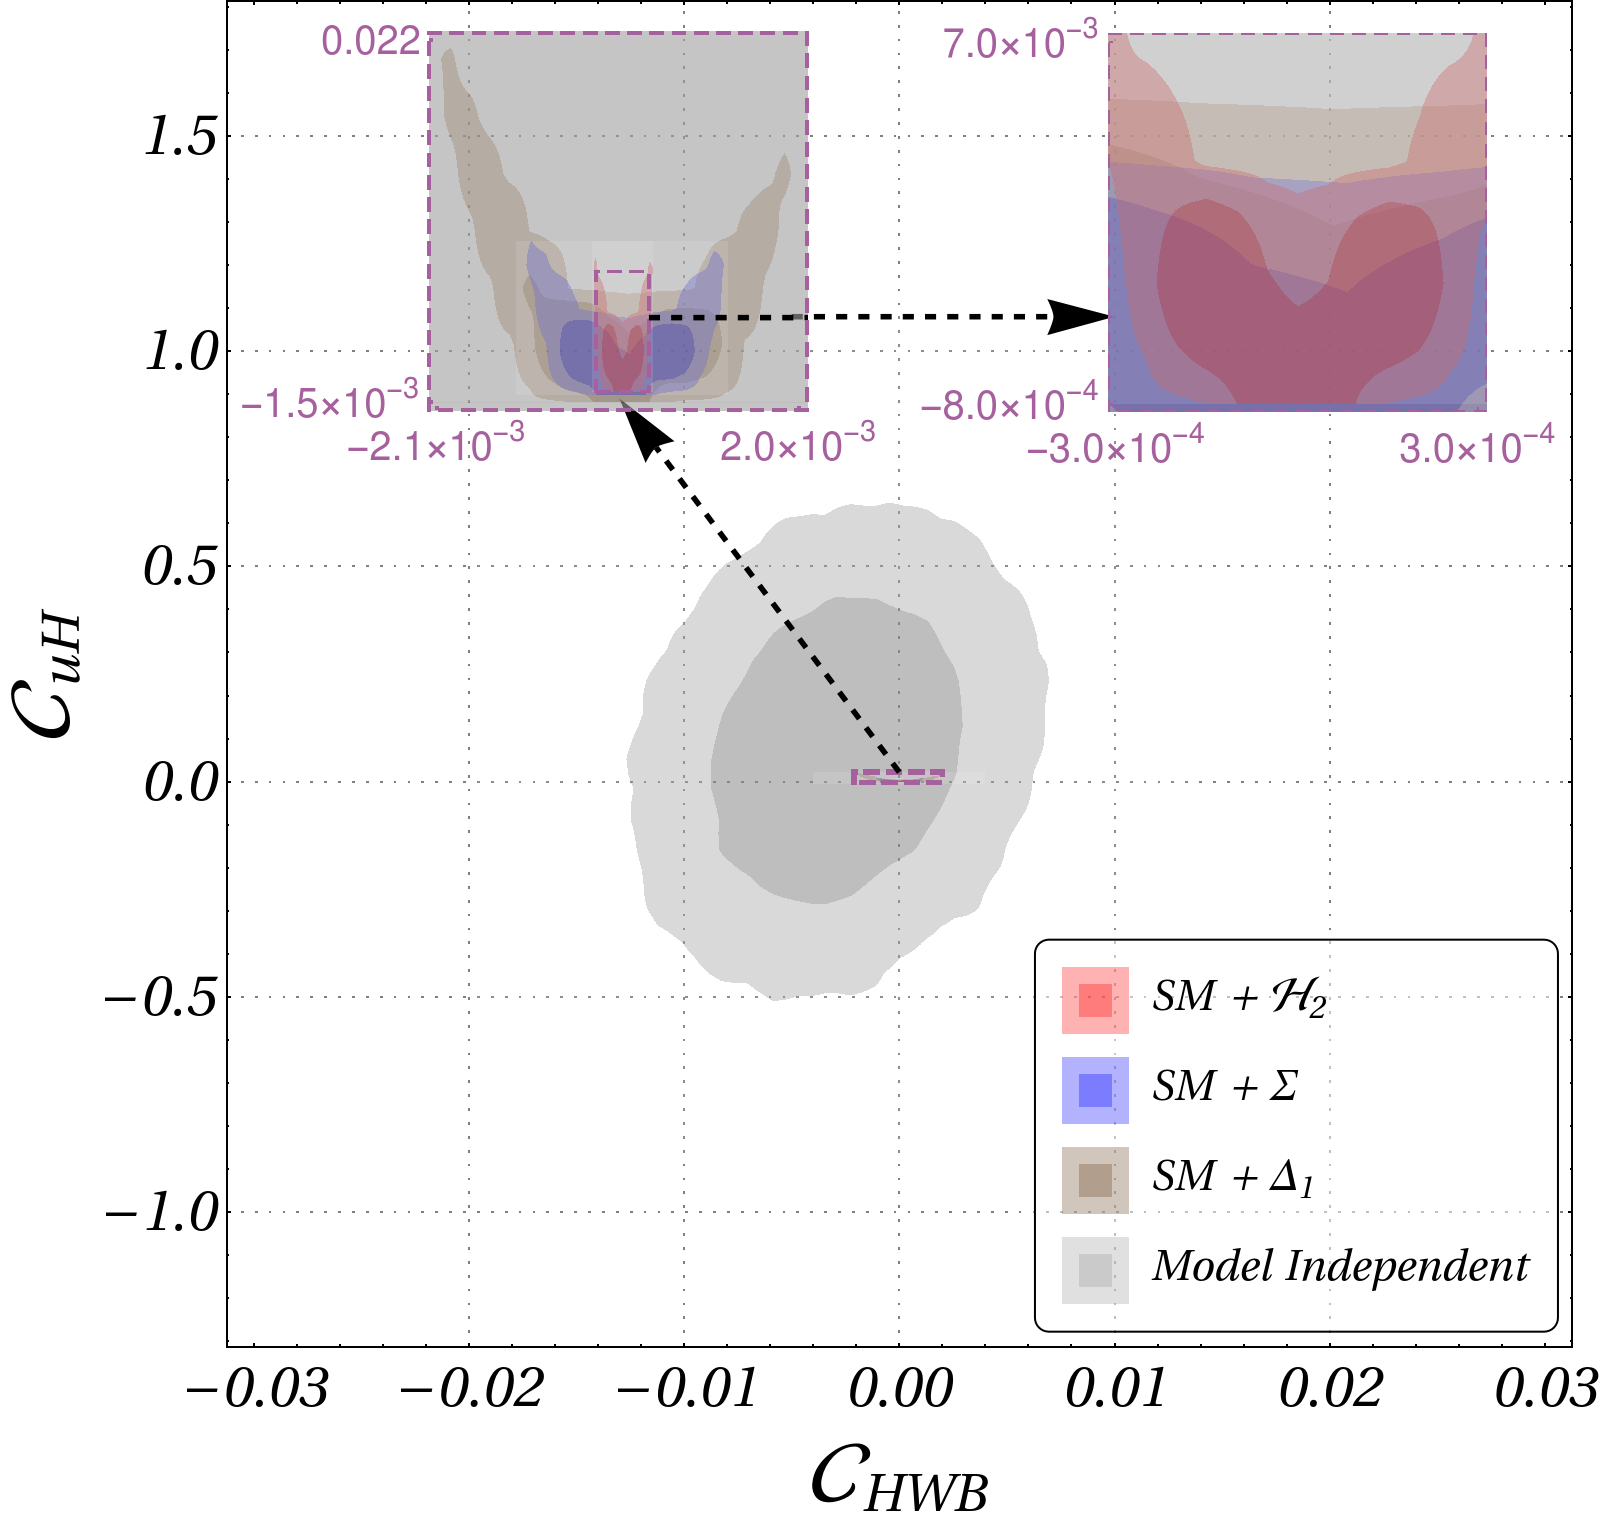 0.022
7.0×10⁻³
1.5
1.0
−1.5×10⁻³
−8.0×10⁻⁴
−2.1×10⁻³
2.0×10⁻³
−3.0×10⁻⁴
3.0×10⁻⁴
0.5
𝒞uH
0.0
−0.5
−1.0
SM + ℋ₂
SM + Σ
SM + Δ₁
Model Independent
−0.03 −0.02 −0.01 0.00 0.01 0.02 0.03
𝒞HWB